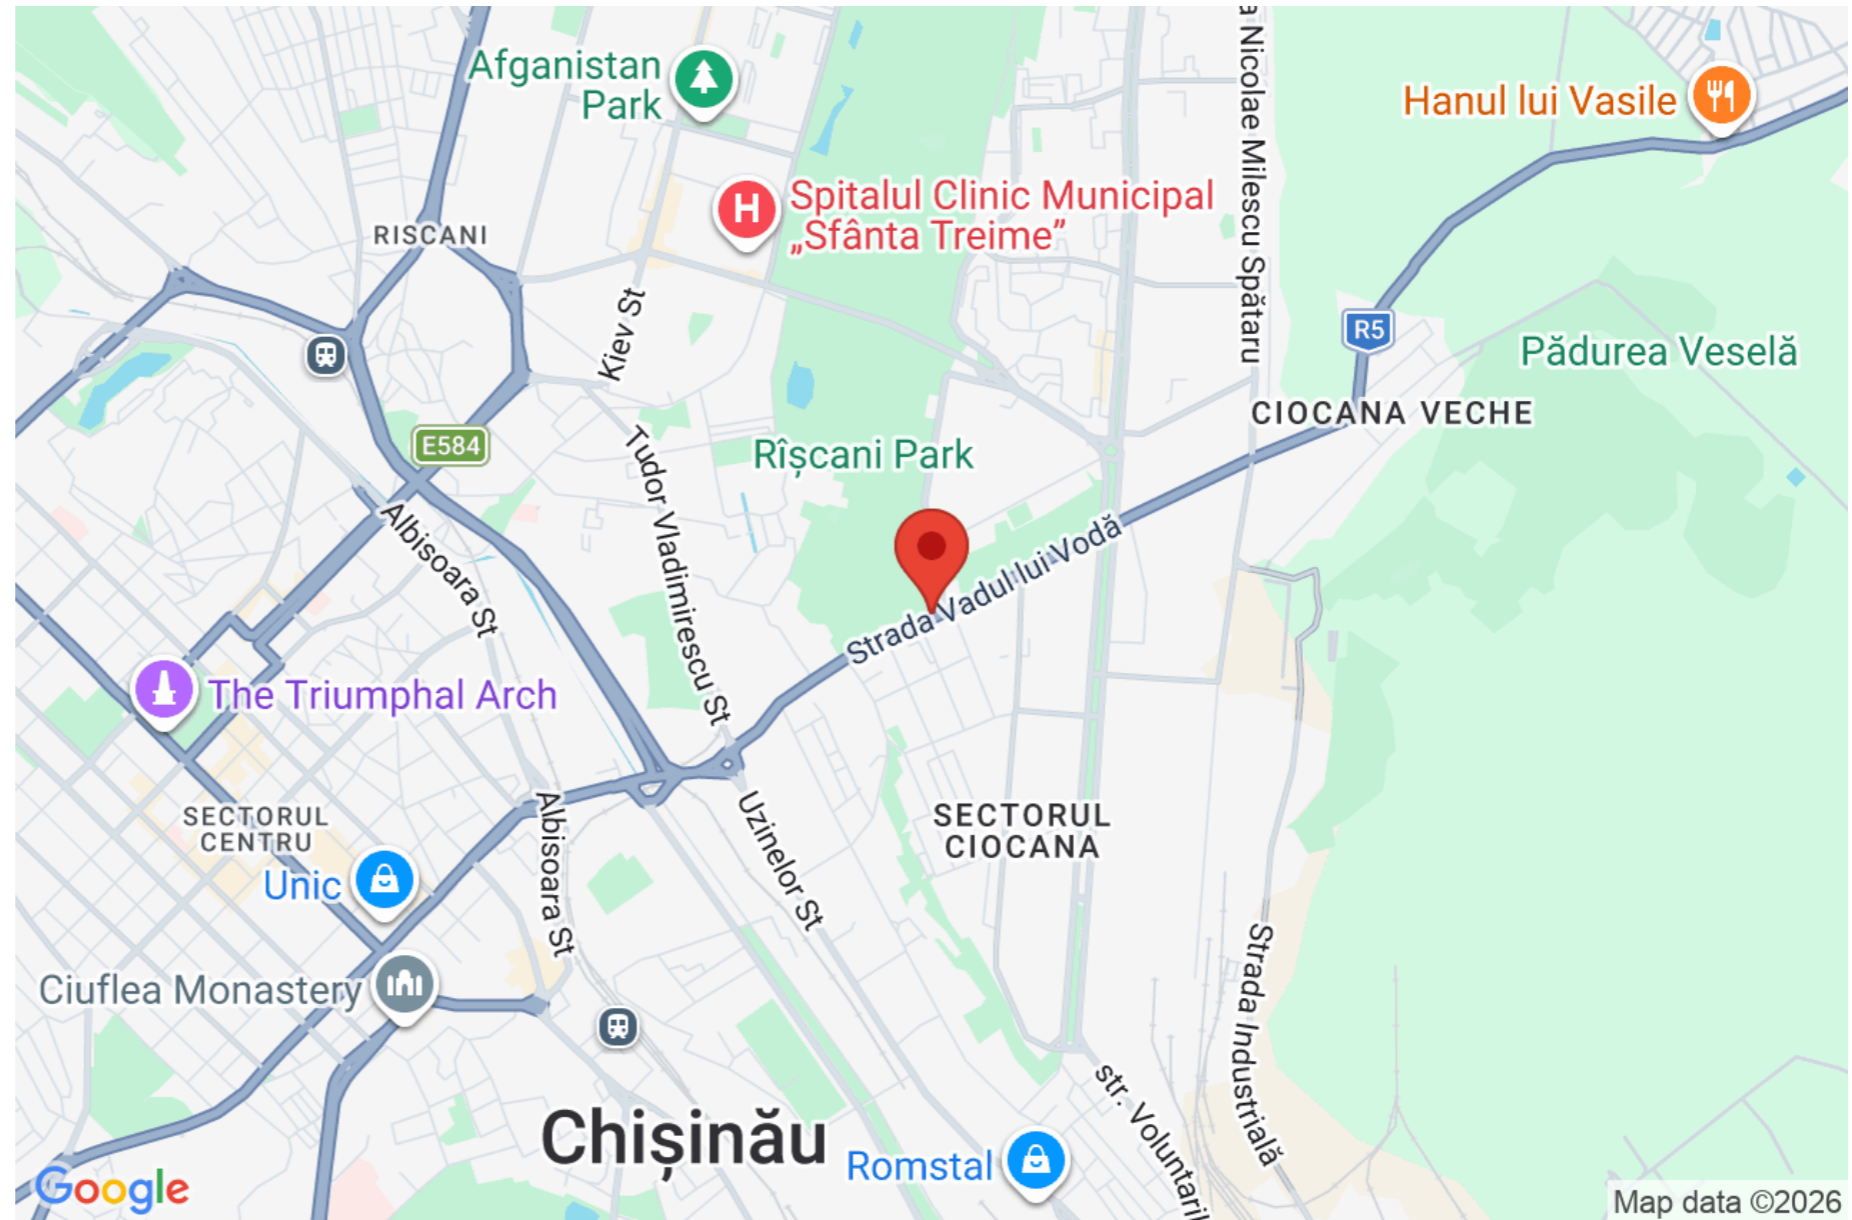 Afganistan
Park
a Nicolae Milescu Spătaru
Hanul lui Vasile
Spitalul Clinic Municipal
„Sfânta Treime”
RISCANI
Kiev St
R5
Pădurea Veselă
CIOCANA VECHE
E584
Rîșcani Park
Tudor Vladimirescu St
Albisoara St
Strada Vadul lui Vodă
The Triumphal Arch
SECTORUL
CENTRU
Unic
Albisoara St
Uzinelor St
SECTORUL
CIOCANA
Ciuflea Monastery
Strada Industrială
str. Voluntaril
Chișinău
Romstal
Google
Map data ©2026